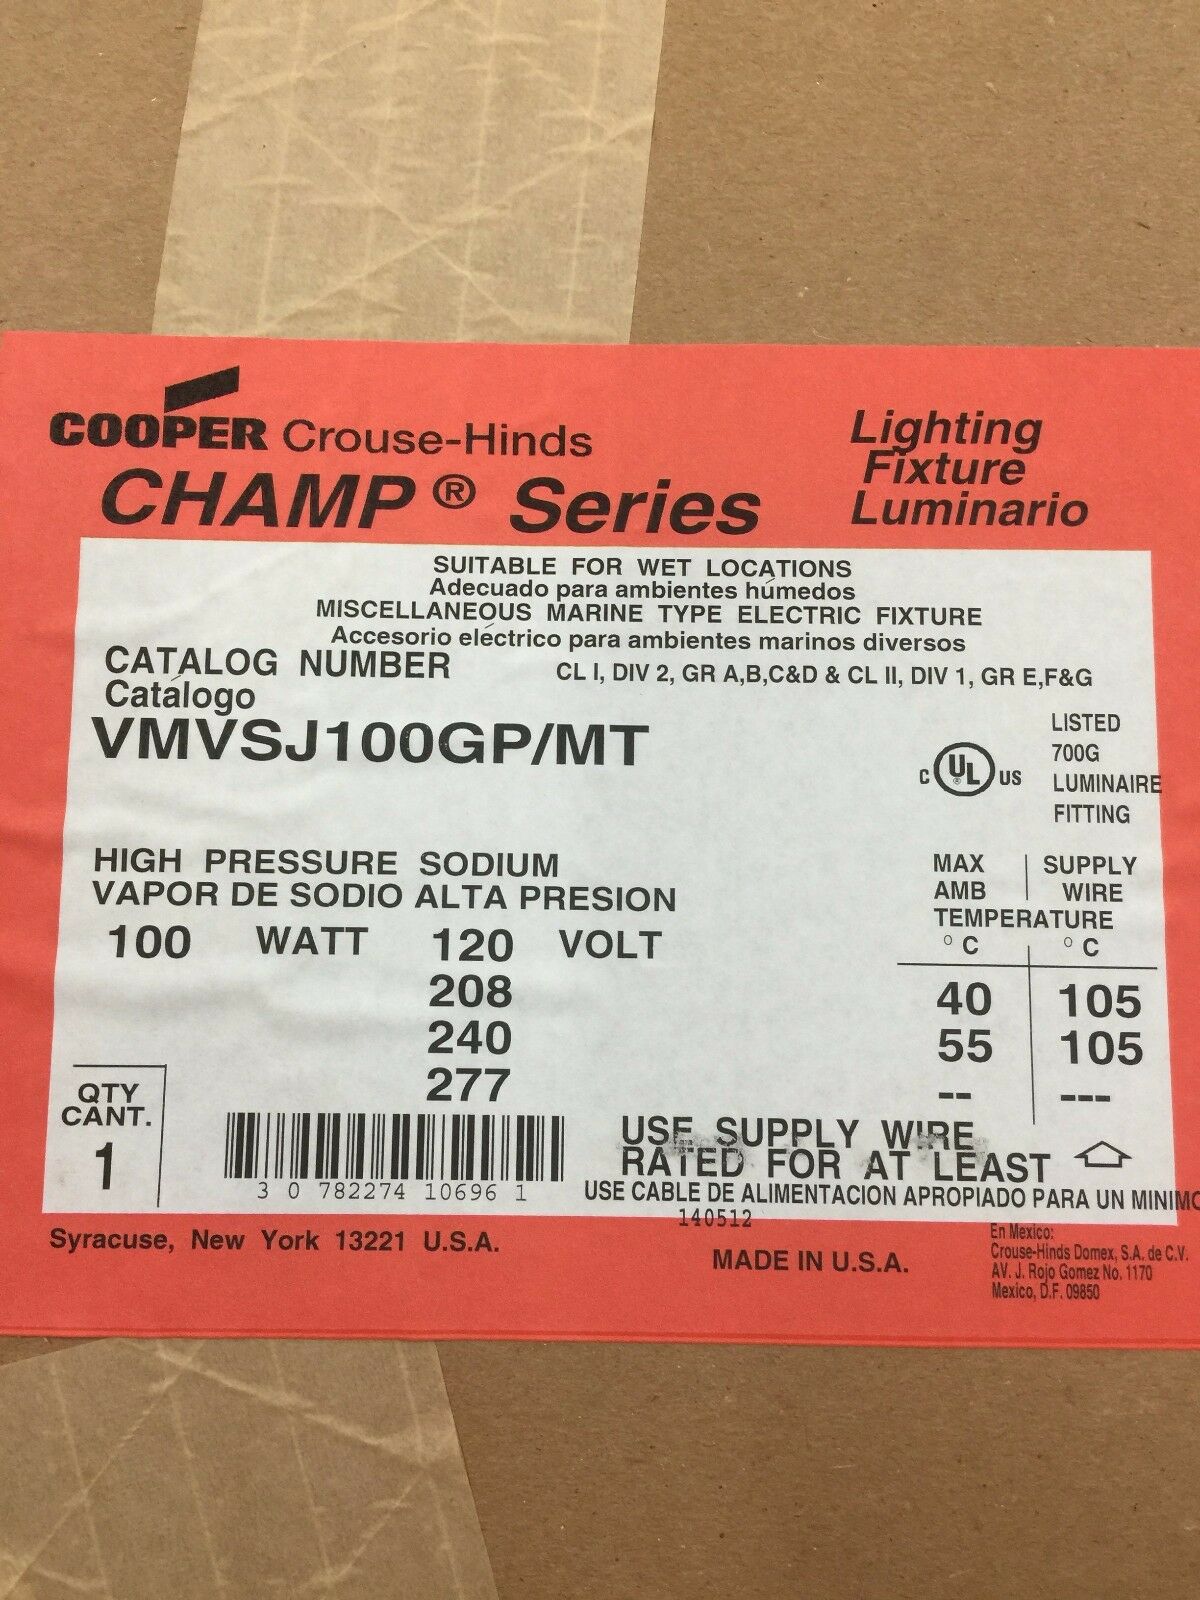 COOPER Crouse-Hinds
CHAMP® Series
Lighting
Fixture
Luminario
SUITABLE FOR WET LOCATIONS
Adecuado para ambientes húmedos
MISCELLANEOUS MARINE TYPE ELECTRIC FIXTURE
Accesorio eléctrico para ambientes marinos diversos
CATALOG NUMBER
Catálogo
CL I, DIV 2, GR A,B,C&D & CL II, DIV 1, GR E,F&G
VMVSJ100GP/MT
C UL® US
LISTED
700G
LUMINAIRE
FITTING
HIGH PRESSURE SODIUM
VAPOR DE SODIO ALTA PRESION
100 WATT 120 VOLT
208
240
277
MAX | SUPPLY
AMB | WIRE
TEMPERATURE
°C °C
40 105
55 105
-- ---
QTY
CANT.
1
3 0 782274 10696 1
USE SUPPLY WIRE
RATED FOR AT LEAST
USE CABLE DE ALIMENTACION APROPIADO PARA UN MINIMO
140512
Syracuse, New York 13221 U.S.A.
MADE IN U.S.A.
En Mexico:
Crouse-Hinds Domex, S.A. de C.V.
AV. J. Rojo Gomez No. 1170
Mexico, D.F. 09850